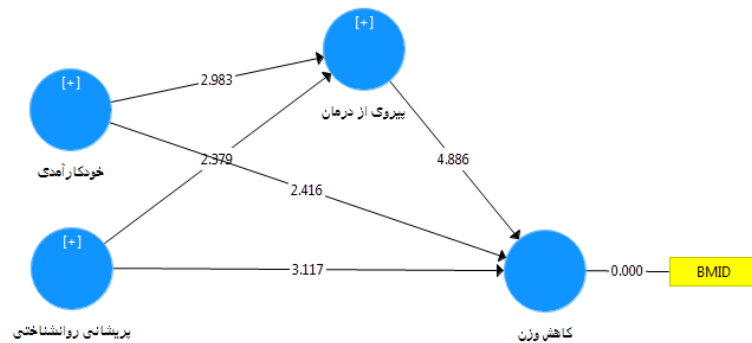 [+]
پیروی از درمان
[+]
خودکارآمدی
2.983
2.379
4.886
2.416
[+]
پریشانی روانشناختی
3.117
کاهش وزن
0.000
BMID